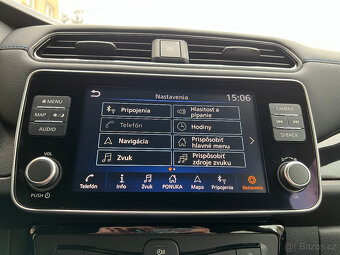 Nastavenia
15:06
MENU
MAP
AUDIO
VOL
PUSH
CAMERA
BACK
OK
Pripojenia
Hlasitosť a
pípanie
Telefón
Hodiny
Navigácia
Prispôsobiť
hlavné menu
Zvuk
Prispôsobiť
zdroje zvuku
Telefón
Info
Zvuk
PONUKA
Mapa
Pripojenia
Nastavenia